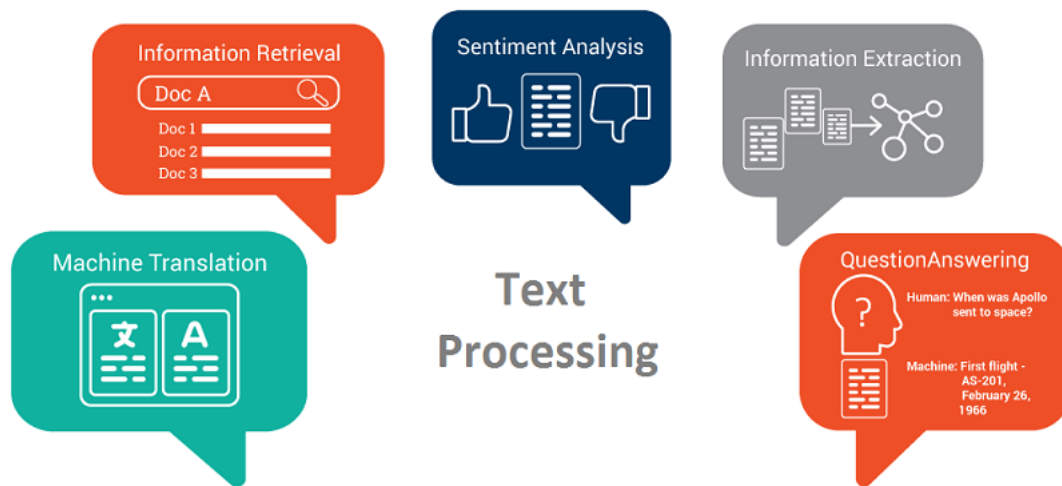 Information Retrieval
Doc A
Doc 1
Doc 2
Doc 3
Sentiment Analysis
Information Extraction
Machine Translation
文 A
Text
Processing
QuestionAnswering
?
Human: When was Apollo
sent to space?
Machine: First flight -
AS-201,
February 26,
1966